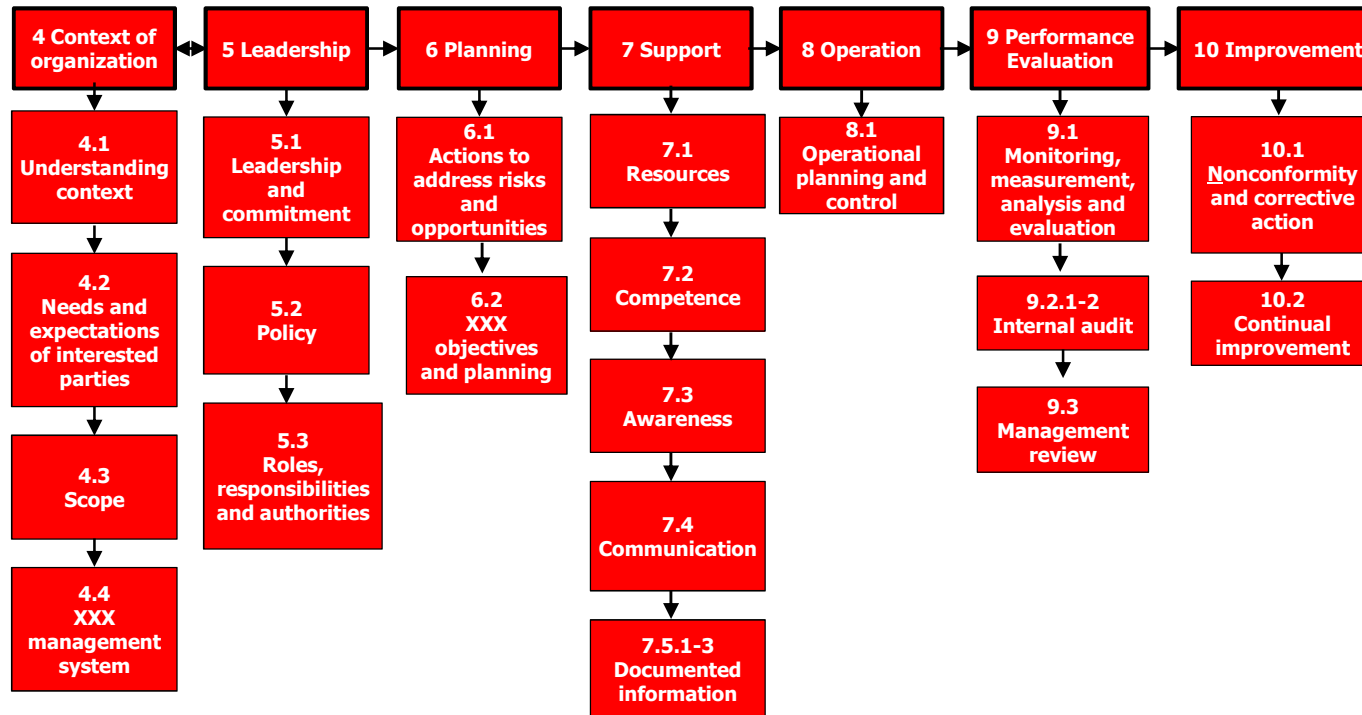 4 Context of
organization
5 Leadership
6 Planning
7 Support
8 Operation
9 Performance
Evaluation
10 Improvement
4.1
Understanding
context
4.2
Needs and
expectations
of interested
parties
4.3
Scope
4.4
XXX
management
system
5.1
Leadership
and
commitment
5.2
Policy
5.3
Roles,
responsibilities
and authorities
6.1
Actions to
address risks
and
opportunities
6.2
XXX
objectives
and planning
7.1
Resources
7.2
Competence
7.3
Awareness
7.4
Communication
7.5.1-3
Documented
information
8.1
Operational
planning and
control
9.1
Monitoring,
measurement,
analysis and
evaluation
9.2.1-2
Internal audit
9.3
Management
review
10.1
Nonconformity
and corrective
action
10.2
Continual
improvement